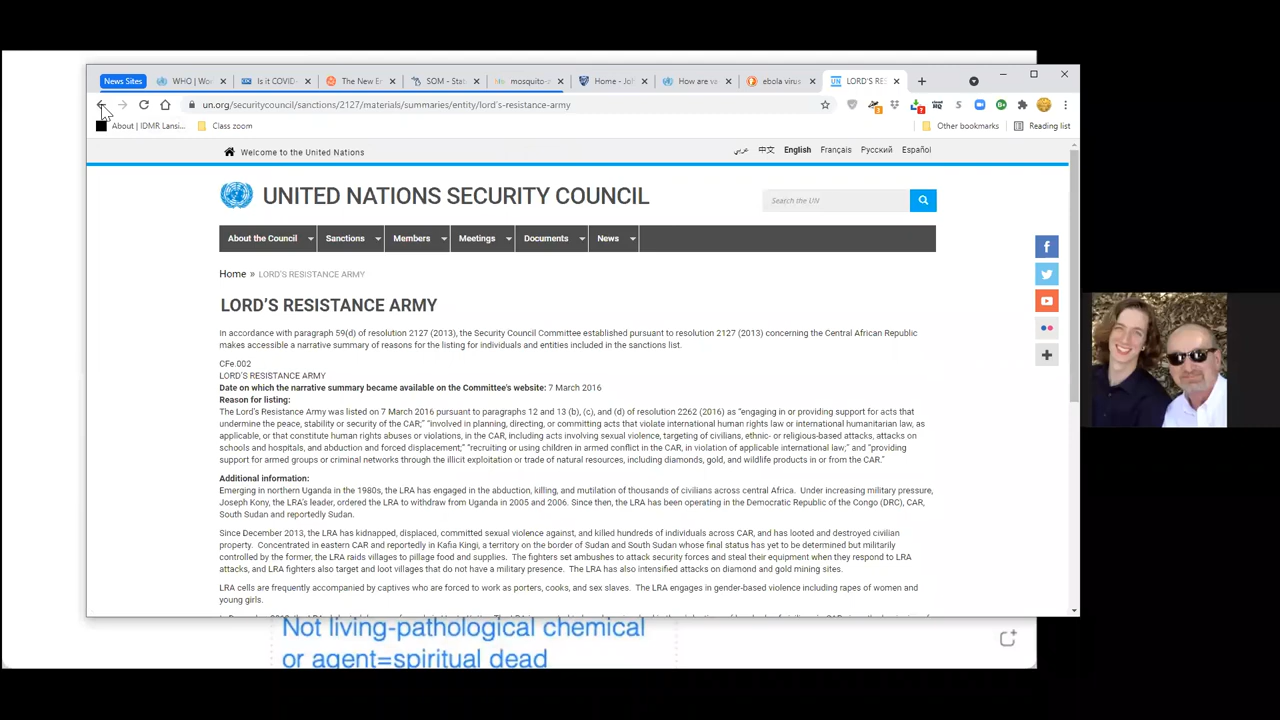 News Sites
WHO | Wo
Is it COVID-
The New E
SOM - Sta
mosquito-
Home - Jo
How are va
ebola virus
LORD'S RES
un.org/securitycouncil/sanctions/2127/materials/summaries/entity/lord's-resistance-army
About | IDMR Lansi...
Class zoom
Other bookmarks
Reading list
Welcome to the United Nations
عربي
中文
English
Français
Русский
Español
UNITED NATIONS SECURITY COUNCIL
Search the UN
About the Council
Sanctions
Members
Meetings
Documents
News
Home » LORD'S RESISTANCE ARMY
LORD'S RESISTANCE ARMY
In accordance with paragraph 59(d) of resolution 2127 (2013), the Security Council Committee established pursuant to resolution 2127 (2013) concerning the Central African Republic
makes accessible a narrative summary of reasons for the listing for individuals and entities included in the sanctions list.
CFe.002
LORD'S RESISTANCE ARMY
Date on which the narrative summary became available on the Committee's website: 7 March 2016
Reason for listing:
The Lord's Resistance Army was listed on 7 March 2016 pursuant to paragraphs 12 and 13 (b), (c), and (d) of resolution 2262 (2016) as "engaging in or providing support for acts that
undermine the peace, stability or security of the CAR;" "involved in planning, directing, or committing acts that violate international human rights law or international humanitarian law, as
applicable, or that constitute human rights abuses or violations, in the CAR, including acts involving sexual violence, targeting of civilians, ethnic- or religious-based attacks, attacks on
schools and hospitals, and abduction and forced displacement;" "recruiting or using children in armed conflict in the CAR, in violation of applicable international law;" and "providing
support for armed groups or criminal networks through the illicit exploitation or trade of natural resources, including diamonds, gold, and wildlife products in or from the CAR."
Additional information:
Emerging in northern Uganda in the 1980s, the LRA has engaged in the abduction, killing, and mutilation of thousands of civilians across central Africa. Under increasing military pressure,
Joseph Kony, the LRA's leader, ordered the LRA to withdraw from Uganda in 2005 and 2006. Since then, the LRA has been operating in the Democratic Republic of the Congo (DRC), CAR,
South Sudan and reportedly Sudan.
Since December 2013, the LRA has kidnapped, displaced, committed sexual violence against, and killed hundreds of individuals across CAR, and has looted and destroyed civilian
property. Concentrated in eastern CAR and reportedly in Kafia Kingi, a territory on the border of Sudan and South Sudan whose final status has yet to be determined but militarily
controlled by the former, the LRA raids villages to pillage food and supplies. The fighters set ambushes to attack security forces and steal their equipment when they respond to LRA
attacks, and LRA fighters also target and loot villages that do not have a military presence. The LRA has also intensified attacks on diamond and gold mining sites.
LRA cells are frequently accompanied by captives who are forced to work as porters, cooks, and sex slaves. The LRA engages in gender-based violence including rapes of women and
young girls.
Not living-pathological chemical
or agent=spiritual dead